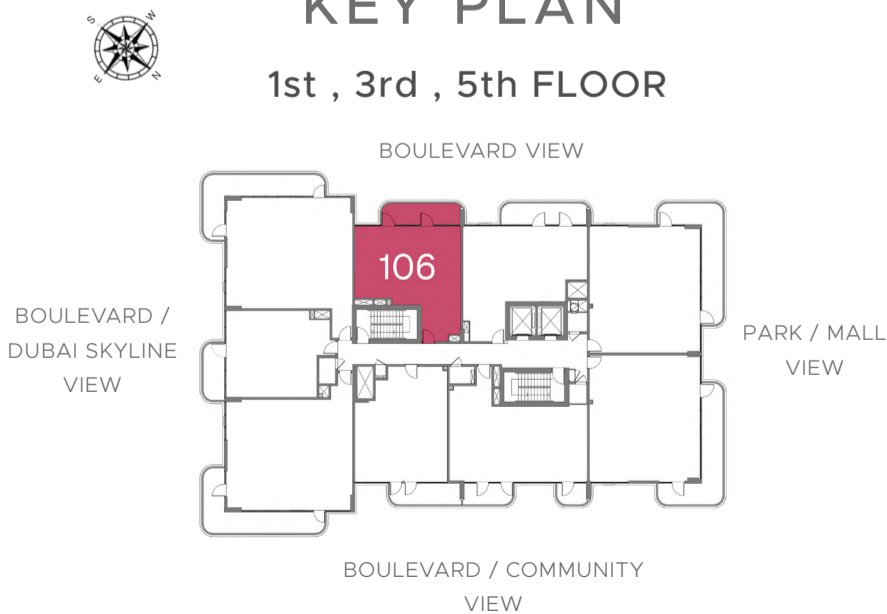 KEY PLAN
S W
E N
1st , 3rd , 5th FLOOR
BOULEVARD VIEW
106
BOULEVARD /
DUBAI SKYLINE
VIEW
PARK / MALL
VIEW
BOULEVARD / COMMUNITY
VIEW